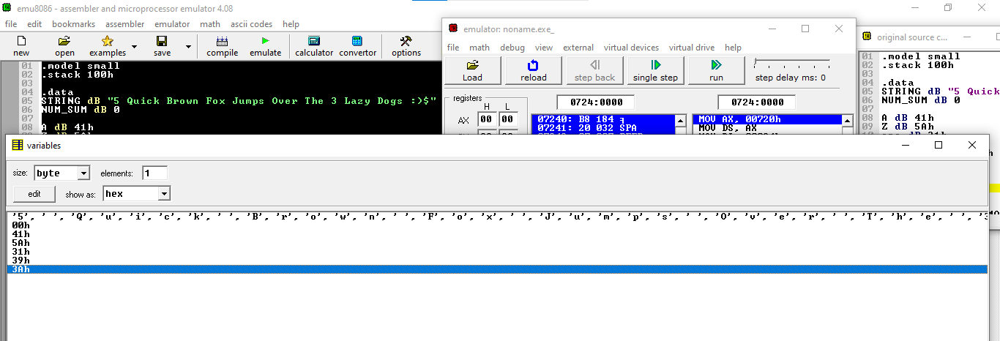 emu8086 - assembler and microprocessor emulator 4.08
file edit bookmarks assembler emulator math ascii codes help
new open examples save compile emulate calculator convertor options
01 .model small
02 .stack 100h
03
04 .data
05 STRING dB "5 Quick Brown Fox Jumps Over The 3 Lazy Dogs :)$"
06 NUM_SUM dB 0
07
08 A dB 41h
emulator: noname.exe_
file math debug view external virtual devices virtual drive help
Load reload step back single step run step delay ms: 0
registers
H L
AX 00 00
0724:0000 0724:0000
07240: B8 184
07241: 20 032 SPA
MOV AX, 00720h
MOV DS, AX
original source c...
01 .model small
02 .stack 100h
03
04 .data
05 STRING dB "5 Quick
06 NUM_SUM dB 0
07
08 A dB 41h
09 Z dB 5Ah
variables
size: byte elements: 1
edit show as: hex
'5', ' ', 'Q', 'u', 'i', 'c', 'k', ' ', 'B', 'r', 'o', 'w', 'n', ' ', 'F', 'o', 'x', ' ', 'J', 'u', 'm', 'p', 's', ' ', 'O', 'v', 'e', 'r', ' ', 'T', 'h', 'e', ' ', '3
00h
41h
5Ah
31h
39h
3Ah